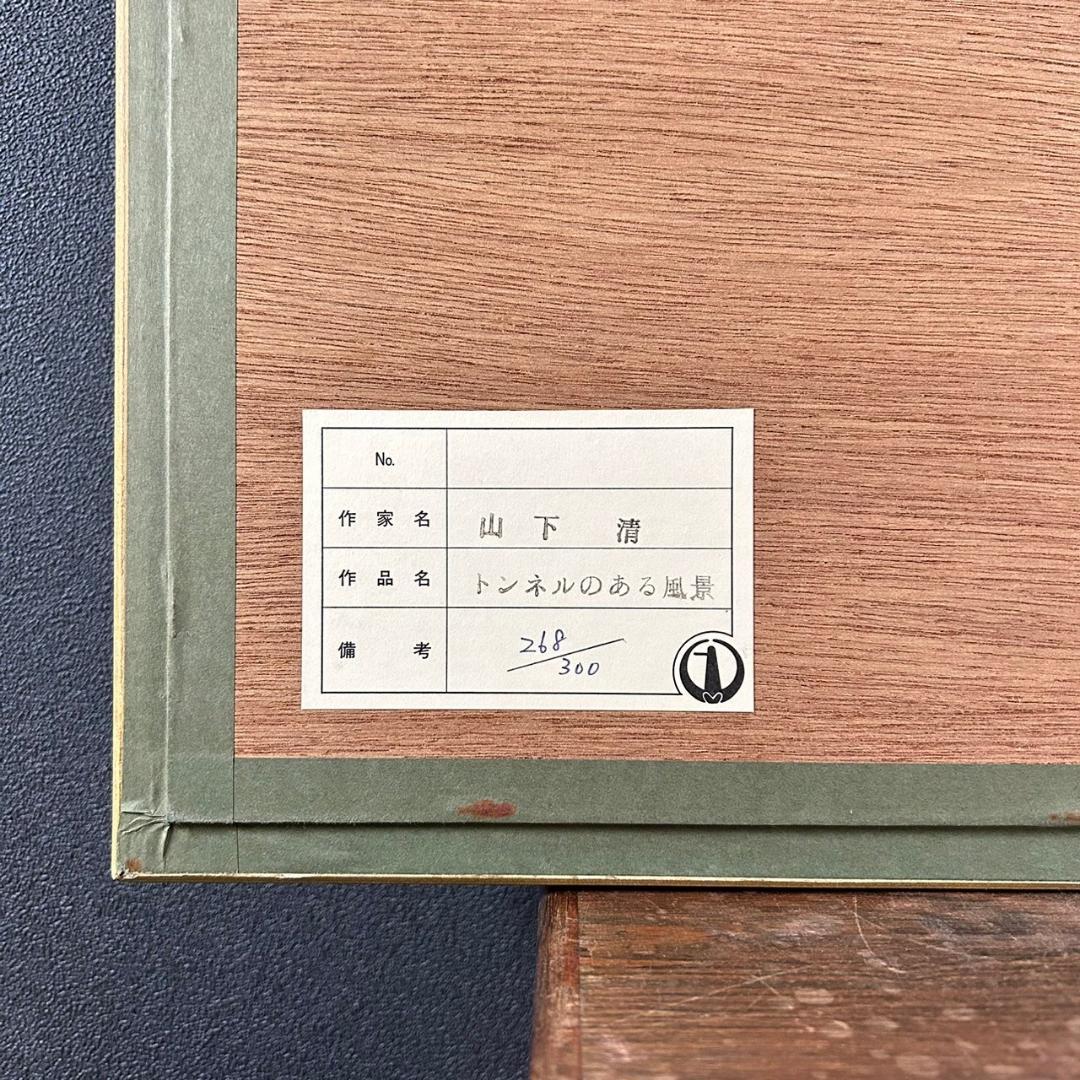 No.
作家名 山下 清
作品名 トンネルのある風景
備考 268/300